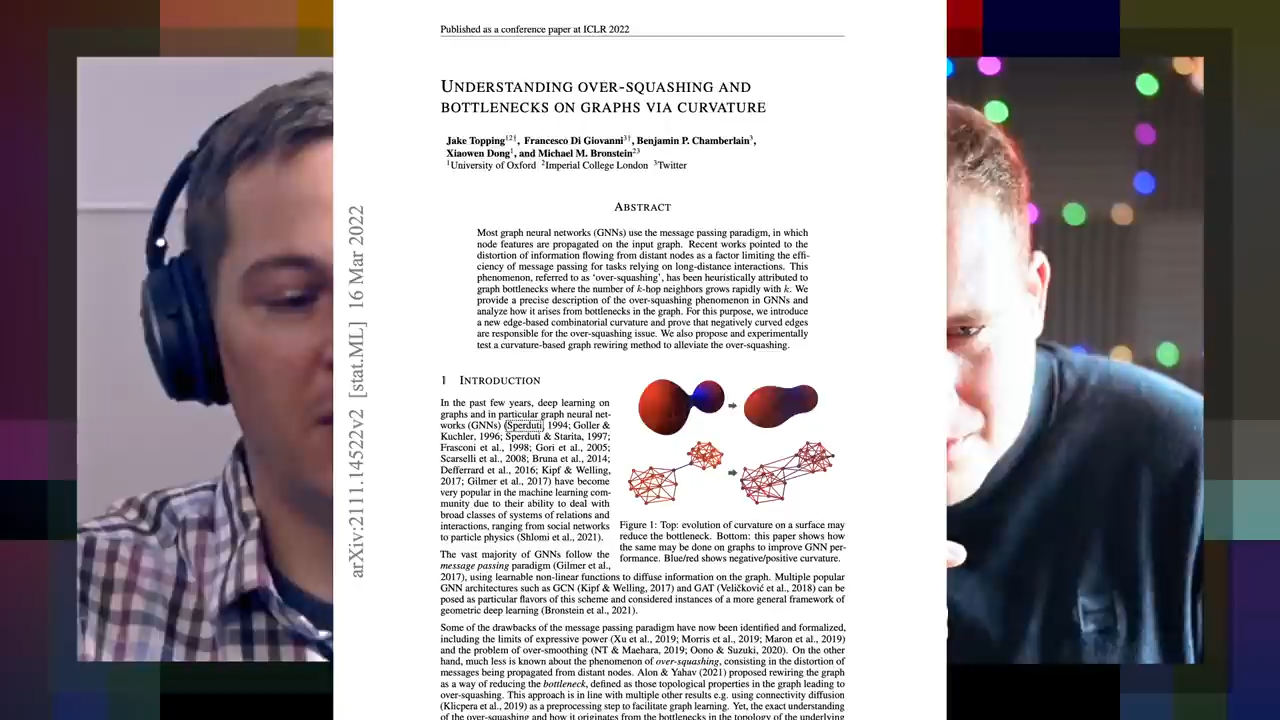 Published as a conference paper at ICLR 2022
UNDERSTANDING OVER-SQUASHING AND
BOTTLENECKS ON GRAPHS VIA CURVATURE
Jake Topping¹²†, Francesco Di Giovanni³†, Benjamin P. Chamberlain³,
Xiaowen Dong¹, and Michael M. Bronstein²³
¹University of Oxford ²Imperial College London ³Twitter
arXiv:2111.14522v2 [stat.ML] 16 Mar 2022
ABSTRACT
Most graph neural networks (GNNs) use the message passing paradigm, in which
node features are propagated on the input graph. Recent works pointed to the
distortion of information flowing from distant nodes as a factor limiting the effi-
ciency of message passing for tasks relying on long-distance interactions. This
phenomenon, referred to as ‘over-squashing’, has been heuristically attributed to
graph bottlenecks where the number of k-hop neighbors grows rapidly with k. We
provide a precise description of the over-squashing phenomenon in GNNs and
analyze how it arises from bottlenecks in the graph. For this purpose, we introduce
a new edge-based combinatorial curvature and prove that negatively curved edges
are responsible for the over-squashing issue. We also propose and experimentally
test a curvature-based graph rewiring method to alleviate the over-squashing.
1 INTRODUCTION
In the past few years, deep learning on
graphs and in particular graph neural net-
works (GNNs) (Sperduti, 1994; Goller &
Kuchler, 1996; Sperduti & Starita, 1997;
Frasconi et al., 1998; Gori et al., 2005;
Scarselli et al., 2008; Bruna et al., 2014;
Defferrard et al., 2016; Kipf & Welling,
2017; Gilmer et al., 2017) have become
very popular in the machine learning com-
munity due to their ability to deal with
broad classes of systems of relations and
interactions, ranging from social networks
to particle physics (Shlomi et al., 2021).
Figure 1: Top: evolution of curvature on a surface may
reduce the bottleneck. Bottom: this paper shows how
the same may be done on graphs to improve GNN per-
formance. Blue/red shows negative/positive curvature.
The vast majority of GNNs follow the
message passing paradigm (Gilmer et al.,
2017), using learnable non-linear functions to diffuse information on the graph. Multiple popular
GNN architectures such as GCN (Kipf & Welling, 2017) and GAT (Veličković et al., 2018) can be
posed as particular flavors of this scheme and considered instances of a more general framework of
geometric deep learning (Bronstein et al., 2021).
Some of the drawbacks of the message passing paradigm have now been identified and formalized,
including the limits of expressive power (Xu et al., 2019; Morris et al., 2019; Maron et al., 2019)
and the problem of over-smoothing (NT & Maehara, 2019; Oono & Suzuki, 2020). On the other
hand, much less is known about the phenomenon of over-squashing, consisting in the distortion of
messages being propagated from distant nodes. Alon & Yahav (2021) proposed rewiring the graph
as a way of reducing the bottleneck, defined as those topological properties in the graph leading to
over-squashing. This approach is in line with multiple other results e.g. using connectivity diffusion
(Klicpera et al., 2019) as a preprocessing step to facilitate graph learning. Yet, the exact understanding
of the over-squashing and how it originates from the bottlenecks in the topology of the underlying